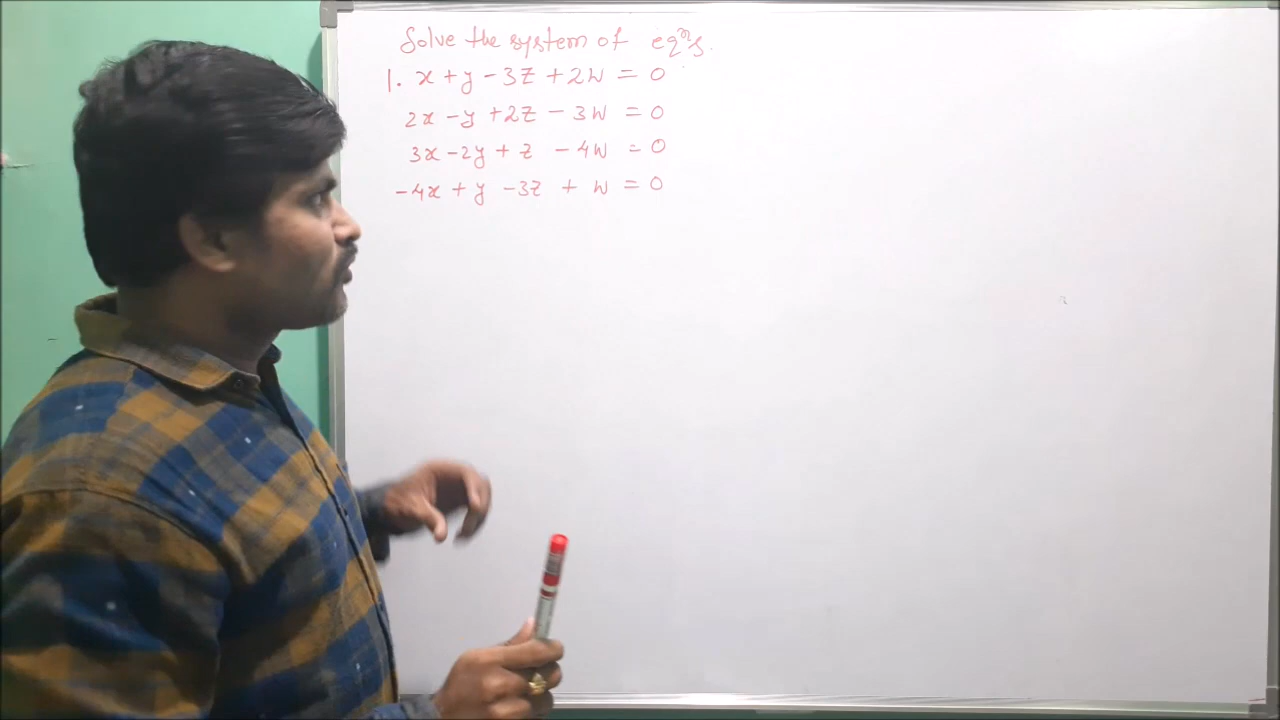 Solve the system of eqⁿs.
1. x + y - 3z + 2w = 0
2x - y + 2z - 3w = 0
3x - 2y + z - 4w = 0
-4x + y - 3z + w = 0